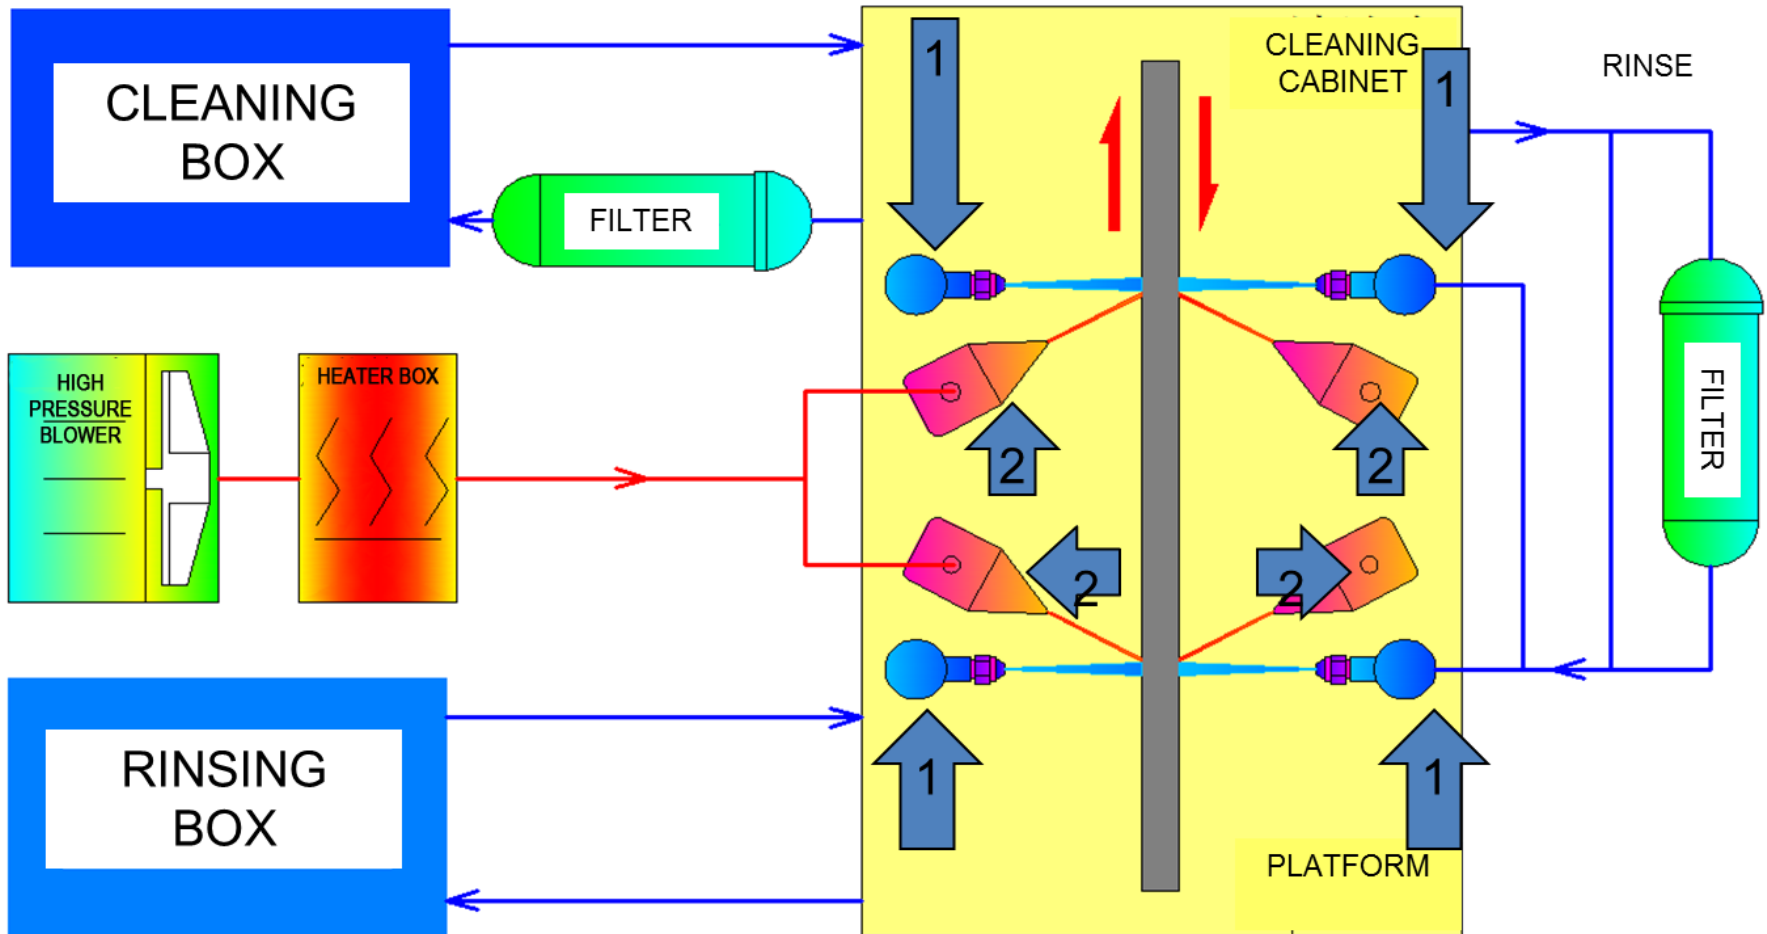 CLEANING
BOX
FILTER
HIGH
PRESSURE
BLOWER
HEATER BOX
RINSING
BOX
1
CLEANING
CABINET
1
2
2
2
2
1
1
PLATFORM
RINSE
FILTER